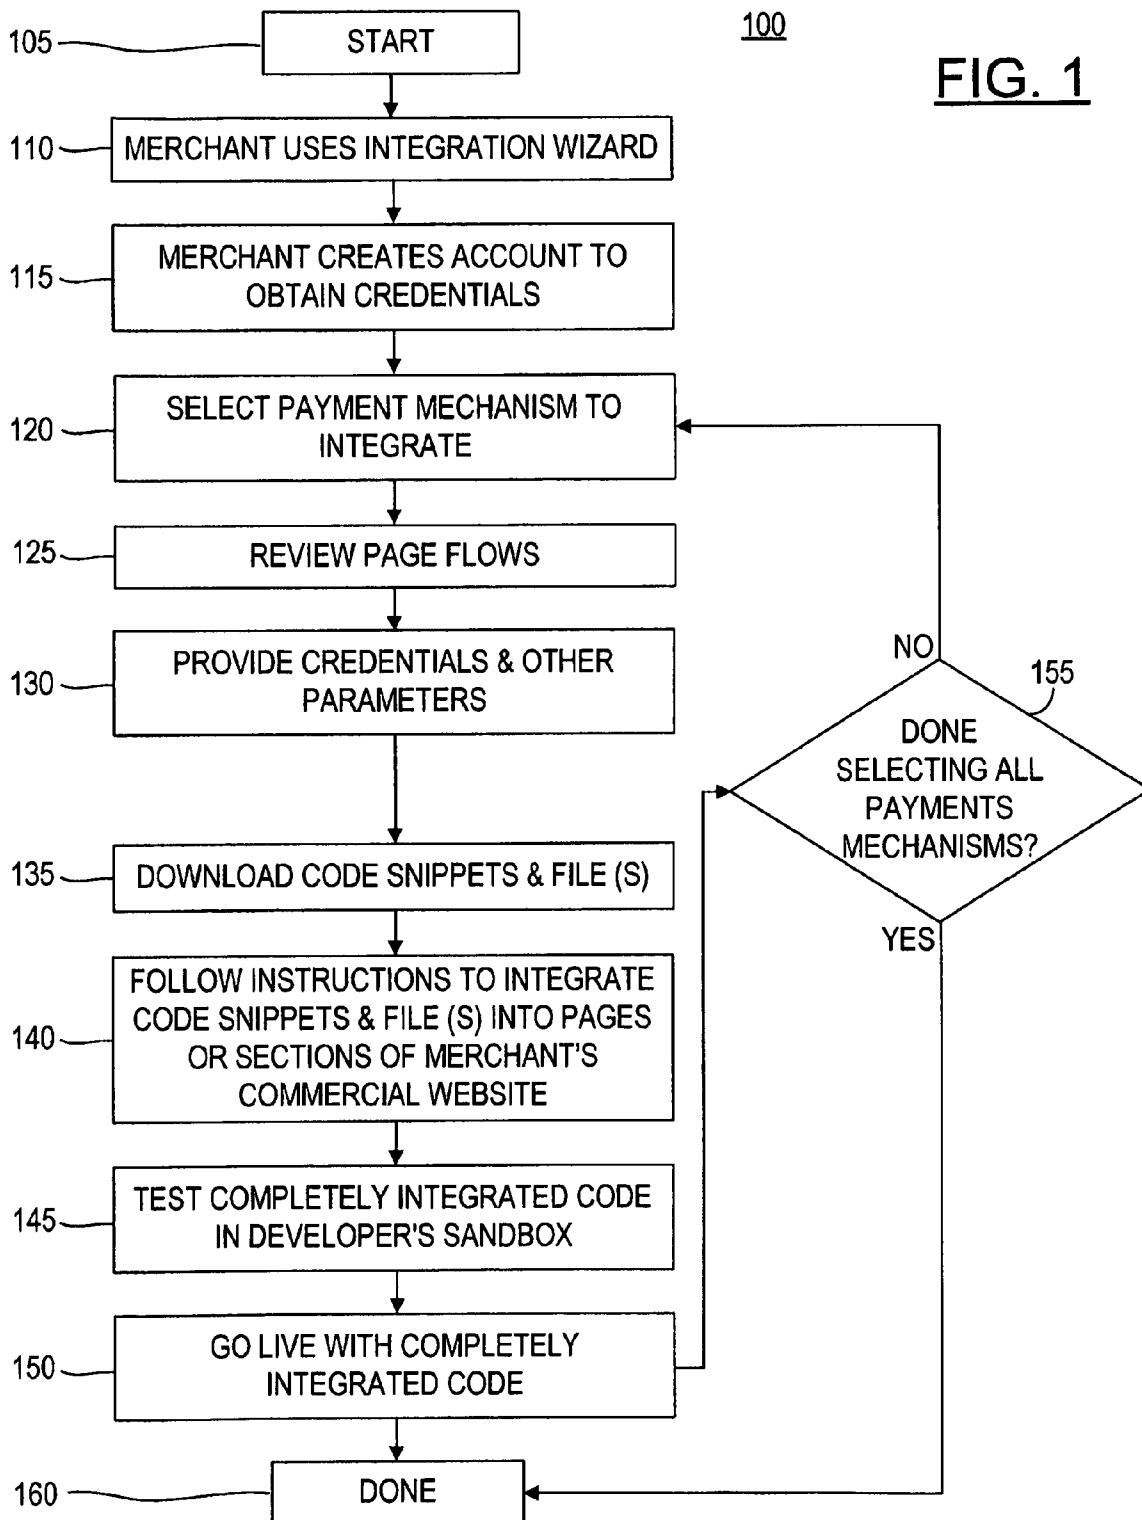 100
FIG. 1
105
START
110
MERCHANT USES INTEGRATION WIZARD
115
MERCHANT CREATES ACCOUNT TO
OBTAIN CREDENTIALS
120
SELECT PAYMENT MECHANISM TO
INTEGRATE
125
REVIEW PAGE FLOWS
130
PROVIDE CREDENTIALS & OTHER
PARAMETERS
135
DOWNLOAD CODE SNIPPETS & FILE (S)
140
FOLLOW INSTRUCTIONS TO INTEGRATE
CODE SNIPPETS & FILE (S) INTO PAGES
OR SECTIONS OF MERCHANT'S
COMMERCIAL WEBSITE
145
TEST COMPLETELY INTEGRATED CODE
IN DEVELOPER'S SANDBOX
150
GO LIVE WITH COMPLETELY
INTEGRATED CODE
NO
155
DONE
SELECTING ALL
PAYMENTS
MECHANISMS?
YES
160
DONE